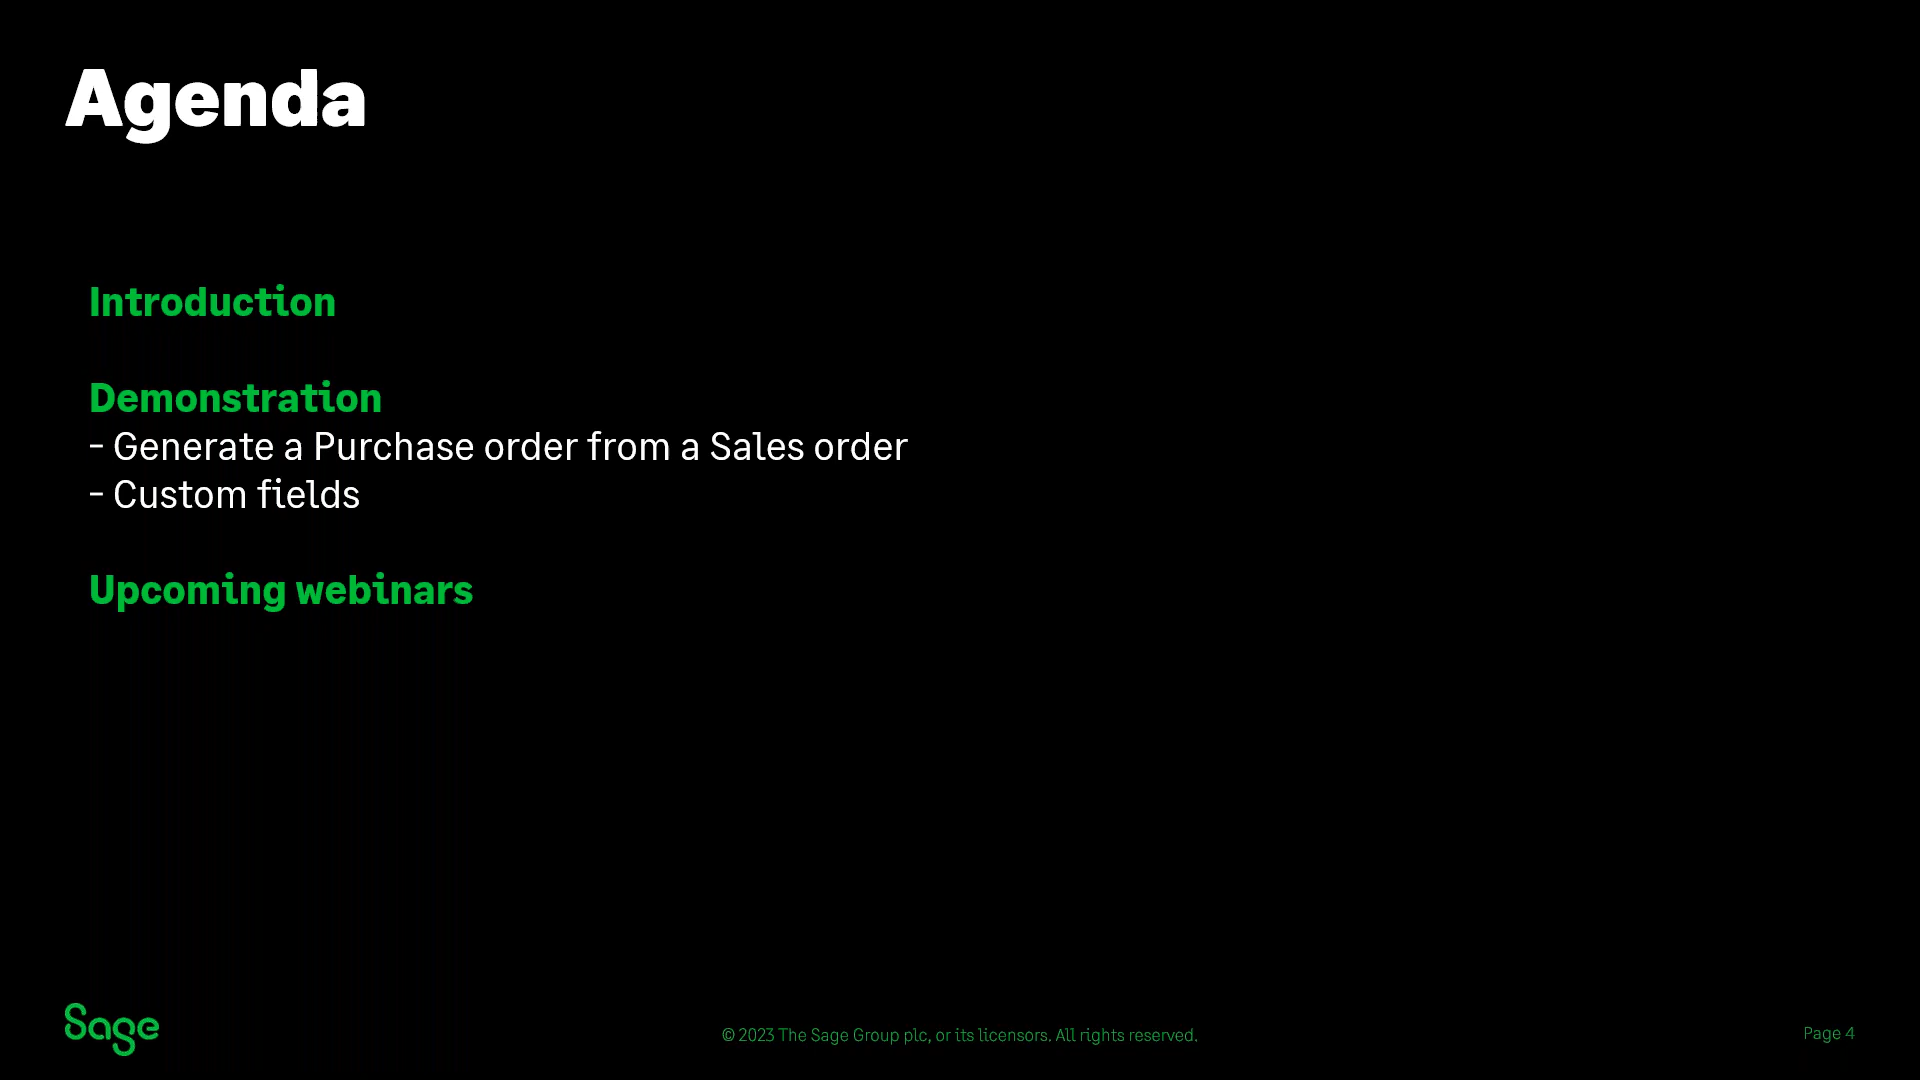 Agenda
Introduction
Demonstration
- Generate a Purchase order from a Sales order
- Custom fields
Upcoming webinars
Sage
© 2023 The Sage Group plc, or its licensors. All rights reserved.
Page 4